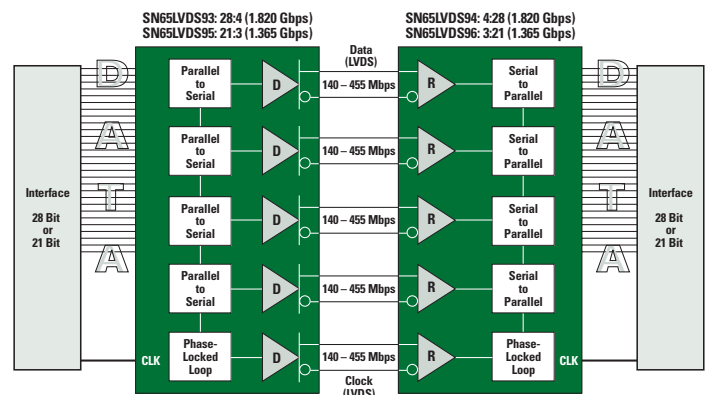 SN65LVDS93: 28:4 (1.820 Gbps)
SN65LVDS95: 21:3 (1.365 Gbps)
SN65LVDS94: 4:28 (1.820 Gbps)
SN65LVDS96: 3:21 (1.365 Gbps)
Interface
28 Bit
or
21 Bit
D
A
T
A
CLK
Parallel
to
Serial
D
Parallel
to
Serial
D
Parallel
to
Serial
D
Parallel
to
Serial
D
Phase-
Locked
Loop
D
Data
(LVDS)
140 – 455 Mbps
140 – 455 Mbps
140 – 455 Mbps
140 – 455 Mbps
140 – 455 Mbps
Clock
(LVDS)
R
Serial
to
Parallel
R
Serial
to
Parallel
R
Serial
to
Parallel
R
Serial
to
Parallel
R
Phase-
Locked
Loop
CLK
D
A
T
A
Interface
28 Bit
or
21 Bit